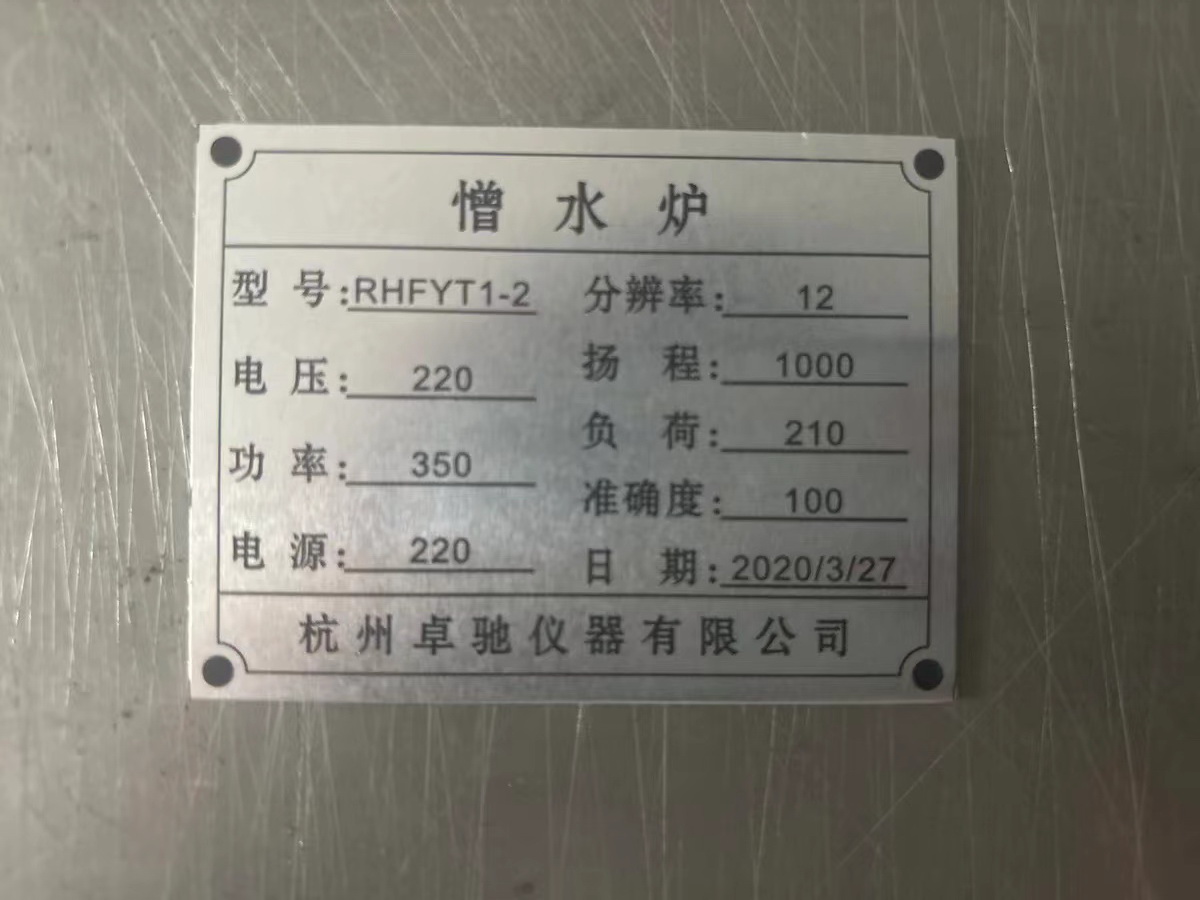 憎水炉
型号:RHFYT1-2
电压:220
功率:350
电源:220
分辨率:12
扬程:1000
负荷:210
准确度:100
日期:2020/3/27
杭州卓驰仪器有限公司